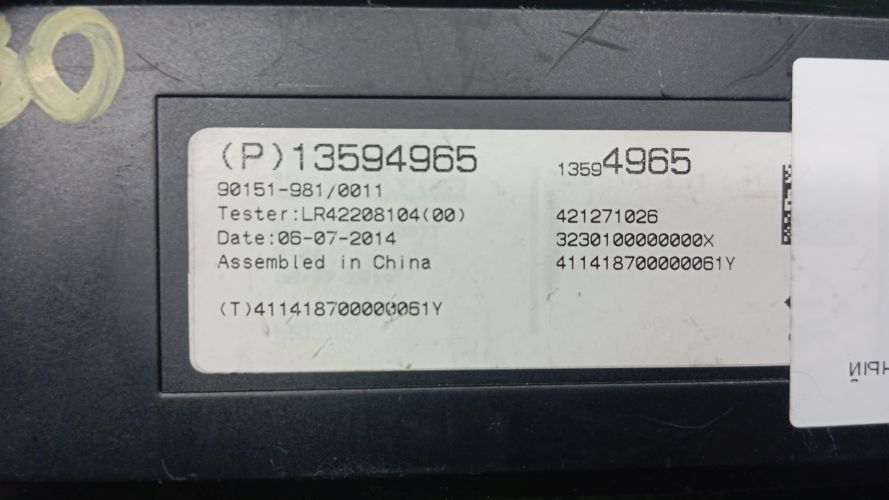 80
(P)13594965
90151-981/0011
Tester:LR42208104(00)
Date:06-07-2014
Assembled in China
(T)411418700000061Y
13594965
421271026
3230100000000X
411418700000061Y